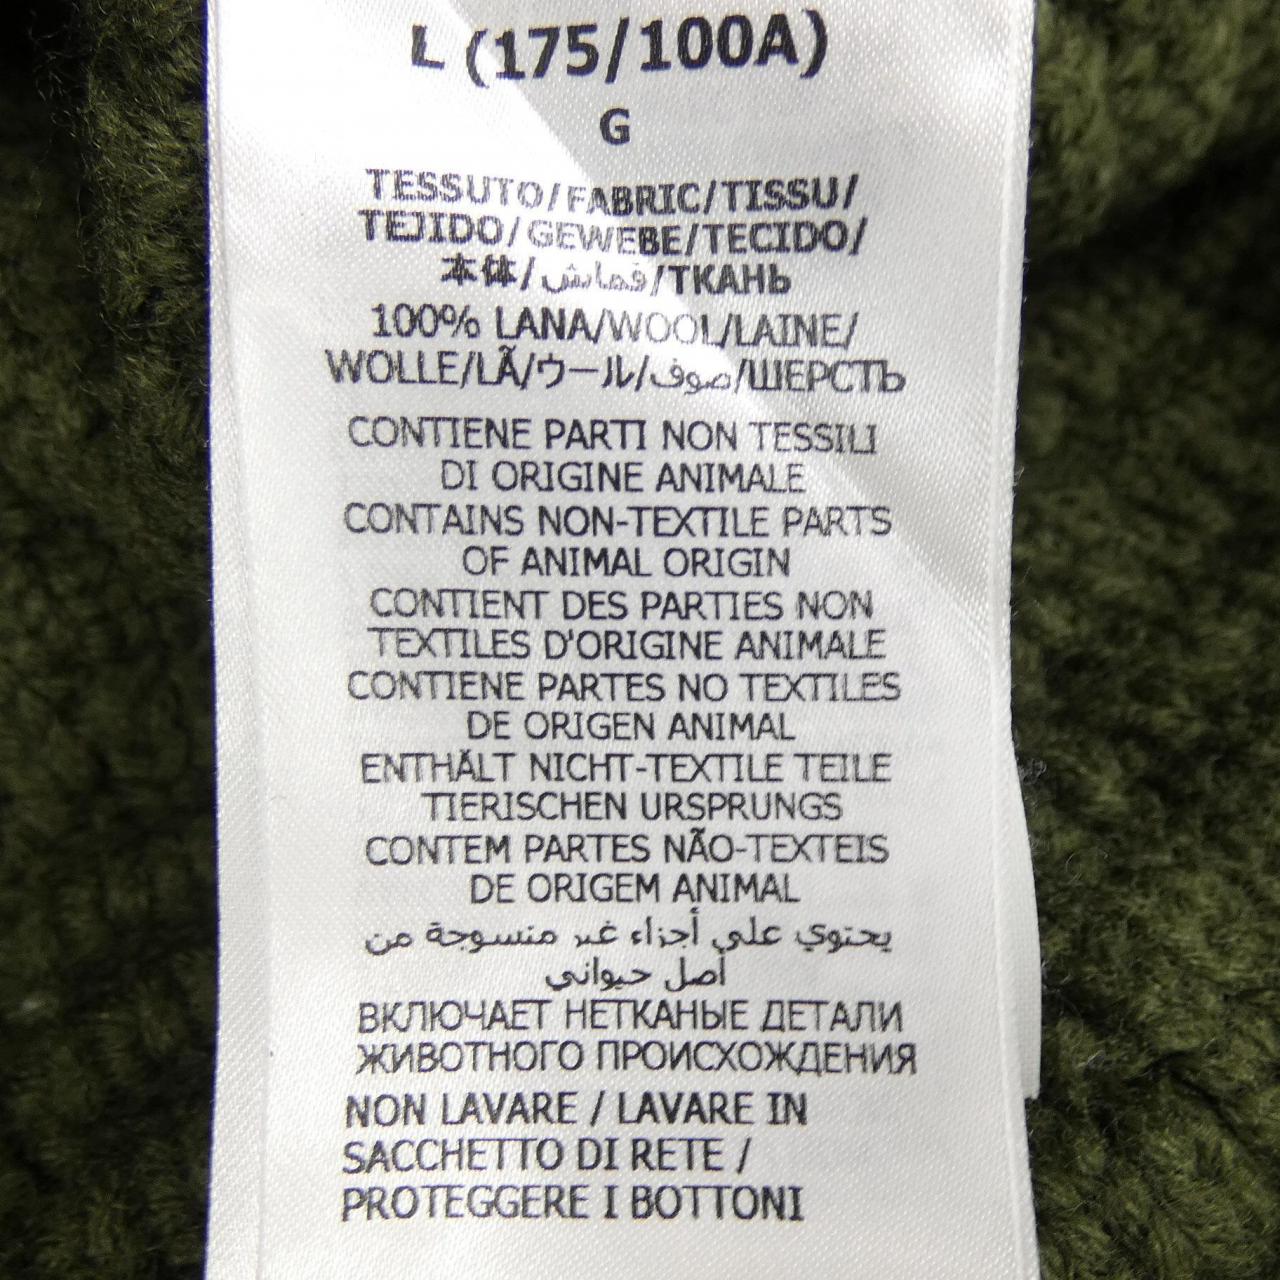 L (175/100A)
G
TESSUTO/FABRIC/TISSU/
TEJIDO/GEWEBE/TECIDO/
本体/قماش/ТКАНЬ
100% LANA/WOOL/LAINE/
WOLLE/LÃ/ウール/صوف/ШЕРСТЬ
CONTIENE PARTI NON TESSILI
DI ORIGINE ANIMALE
CONTAINS NON-TEXTILE PARTS
OF ANIMAL ORIGIN
CONTIENT DES PARTIES NON
TEXTILES D'ORIGINE ANIMALE
CONTIENE PARTES NO TEXTILES
DE ORIGEN ANIMAL
ENTHÄLT NICHT-TEXTILE TEILE
TIERISCHEN URSPRUNGS
CONTEM PARTES NÃO-TEXTEIS
DE ORIGEM ANIMAL
يحتوي على أجزاء غير منسوجة من
أصل حيواني
ВКЛЮЧАЕТ НЕТКАНЫЕ ДЕТАЛИ
ЖИВОТНОГО ПРОИСХОЖДЕНИЯ
NON LAVARE / LAVARE IN
SACCHETTO DI RETE /
PROTEGGERE I BOTTONI